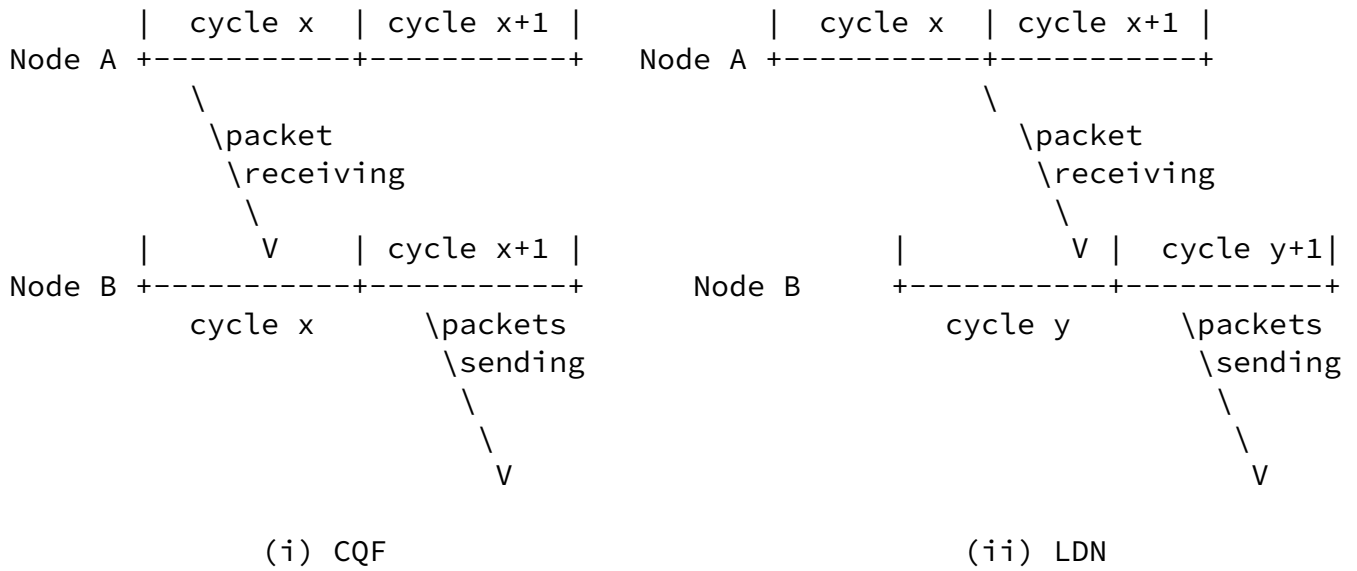 |  cycle x  | cycle x+1 |         |  cycle x  | cycle x+1 |
Node A +-----------+-----------+   Node A +-----------+-----------+
\                                          \
\packet                                      \packet
\receiving                                   \receiving
\                                            \
|      V    | cycle x+1 |                |         V |  cycle y+1|
Node B +-----------+-----------+      Node B     +-----------+-----------+
cycle x      \packets                    cycle y      \packets
\sending                                     \sending
\                                            \
\                                            \
V                                            V
(i) CQF                                (ii) LDN